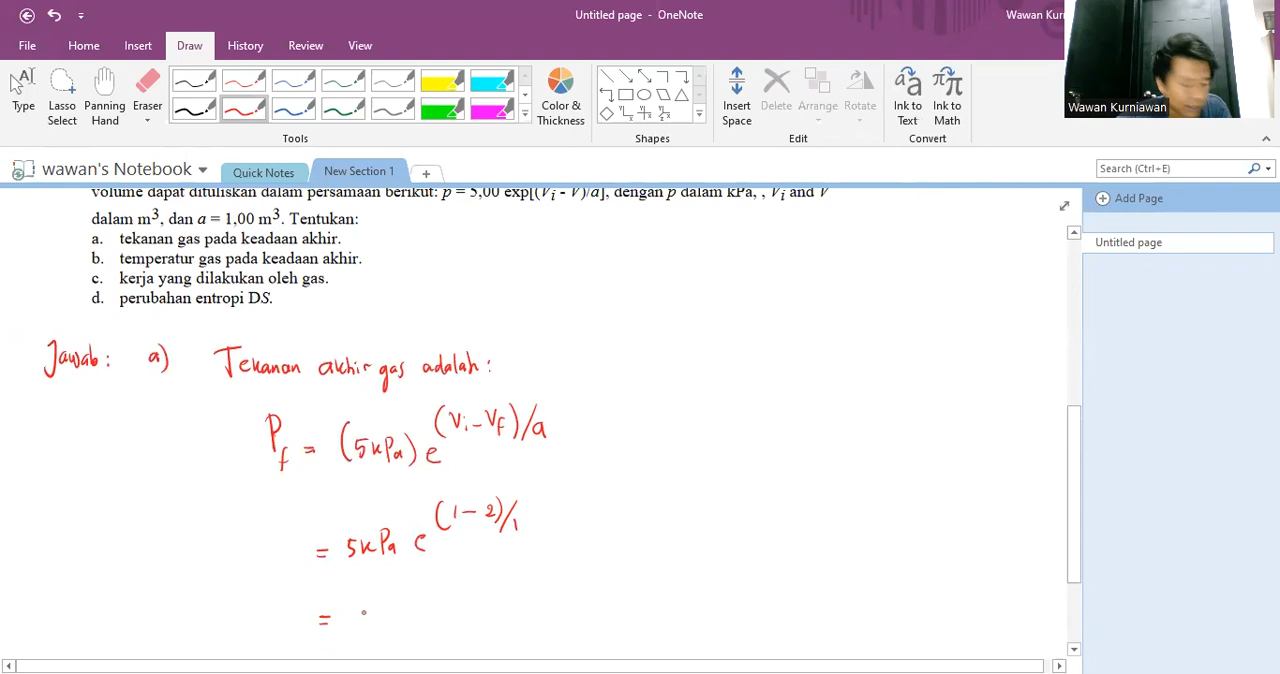 Untitled page - OneNote
Wawan Kurni
File Home Insert Draw History Review View
Type
Lasso Select
Panning Hand
Eraser
Color & Thickness
Insert Space
Delete
Arrange
Rotate
Ink to Text
Ink to Math
Tools
Shapes
Edit
Convert
Wawan Kurniawan
wawan's Notebook
Quick Notes
New Section 1
Search (Ctrl+E)
Add Page
Untitled page
volume dapat dituliskan dalam persamaan berikut: p = 5,00 exp[(Vi - V)/a], dengan p dalam kPa, , Vi and V
dalam m³, dan a = 1,00 m³. Tentukan:
a. tekanan gas pada keadaan akhir.
b. temperatur gas pada keadaan akhir.
c. kerja yang dilakukan oleh gas.
d. perubahan entropi DS.
Jawab: a) Tekanan akhir gas adalah:
Pf = (5kPa) e^(Vi-Vf)/a
= 5kPa e^(1-2)/1
=